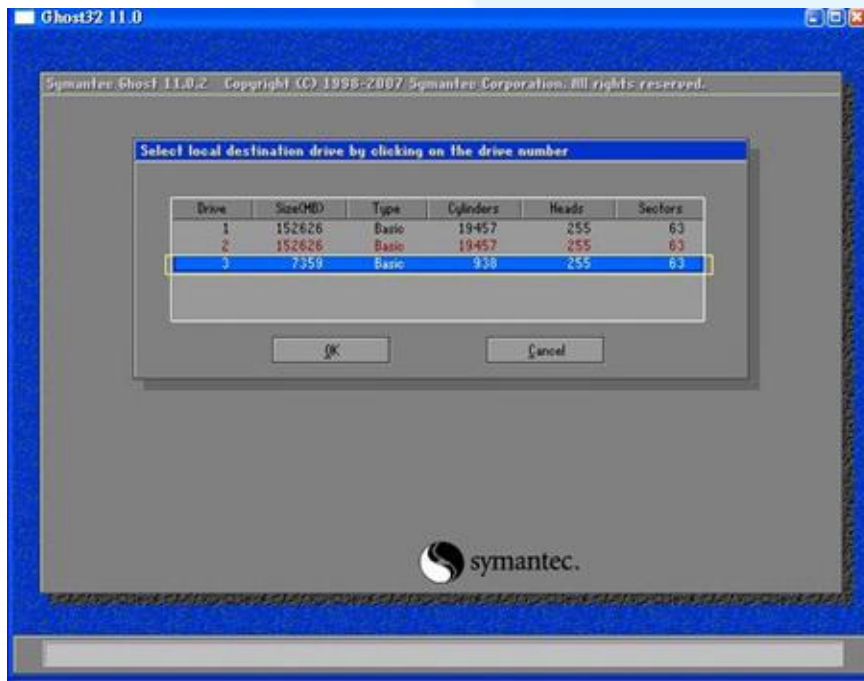 Ghost32 11.0
Symantec Ghost 11.0.2 Copyright (C) 1998-2007 Symantec Corporation. All rights reserved.
Select local destination drive by clicking on the drive number
Drive Size(MB) Type Cylinders Heads Sectors
1 152626 Basic 19457 255 63
2 152626 Basic 19457 255 63
3 7359 Basic 938 255 63
OK Cancel
symantec.